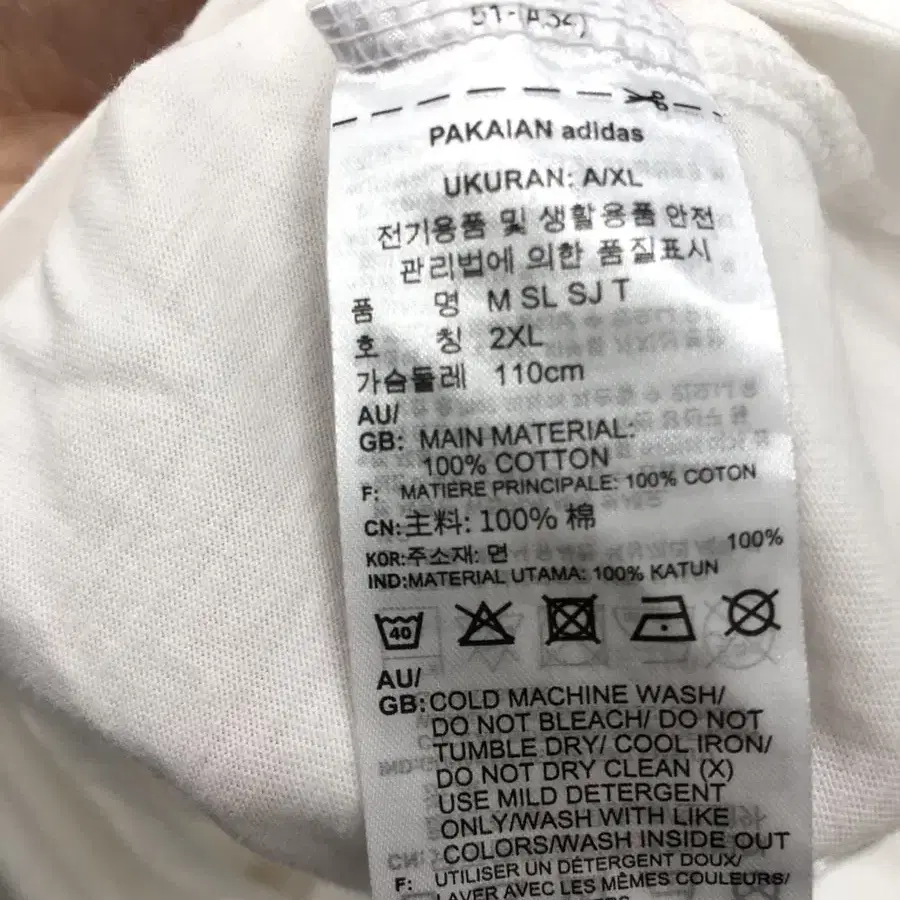 51-(A54)
PAKAIAN adidas
UKURAN: A/XL
전기용품 및 생활용품 안전
관리법에 의한 품질표시
품 명 M SL SJ T
호 칭 2XL
가슴둘레 110cm
AU/
GB: MAIN MATERIAL:
100% COTTON
F: MATIERE PRINCIPALE: 100% COTON
CN:主料: 100% 棉
KOR:주소재: 면 100%
IND:MATERIAL UTAMA: 100% KATUN
40
AU/
GB:COLD MACHINE WASH/
DO NOT BLEACH/ DO NOT
TUMBLE DRY/ COOL IRON/
DO NOT DRY CLEAN (X)
USE MILD DETERGENT
ONLY/WASH WITH LIKE
COLORS/WASH INSIDE OUT
F: UTILISER UN DÉTERGENT DOUX/
LAVER AVEC LES MÊMES COULEURS/